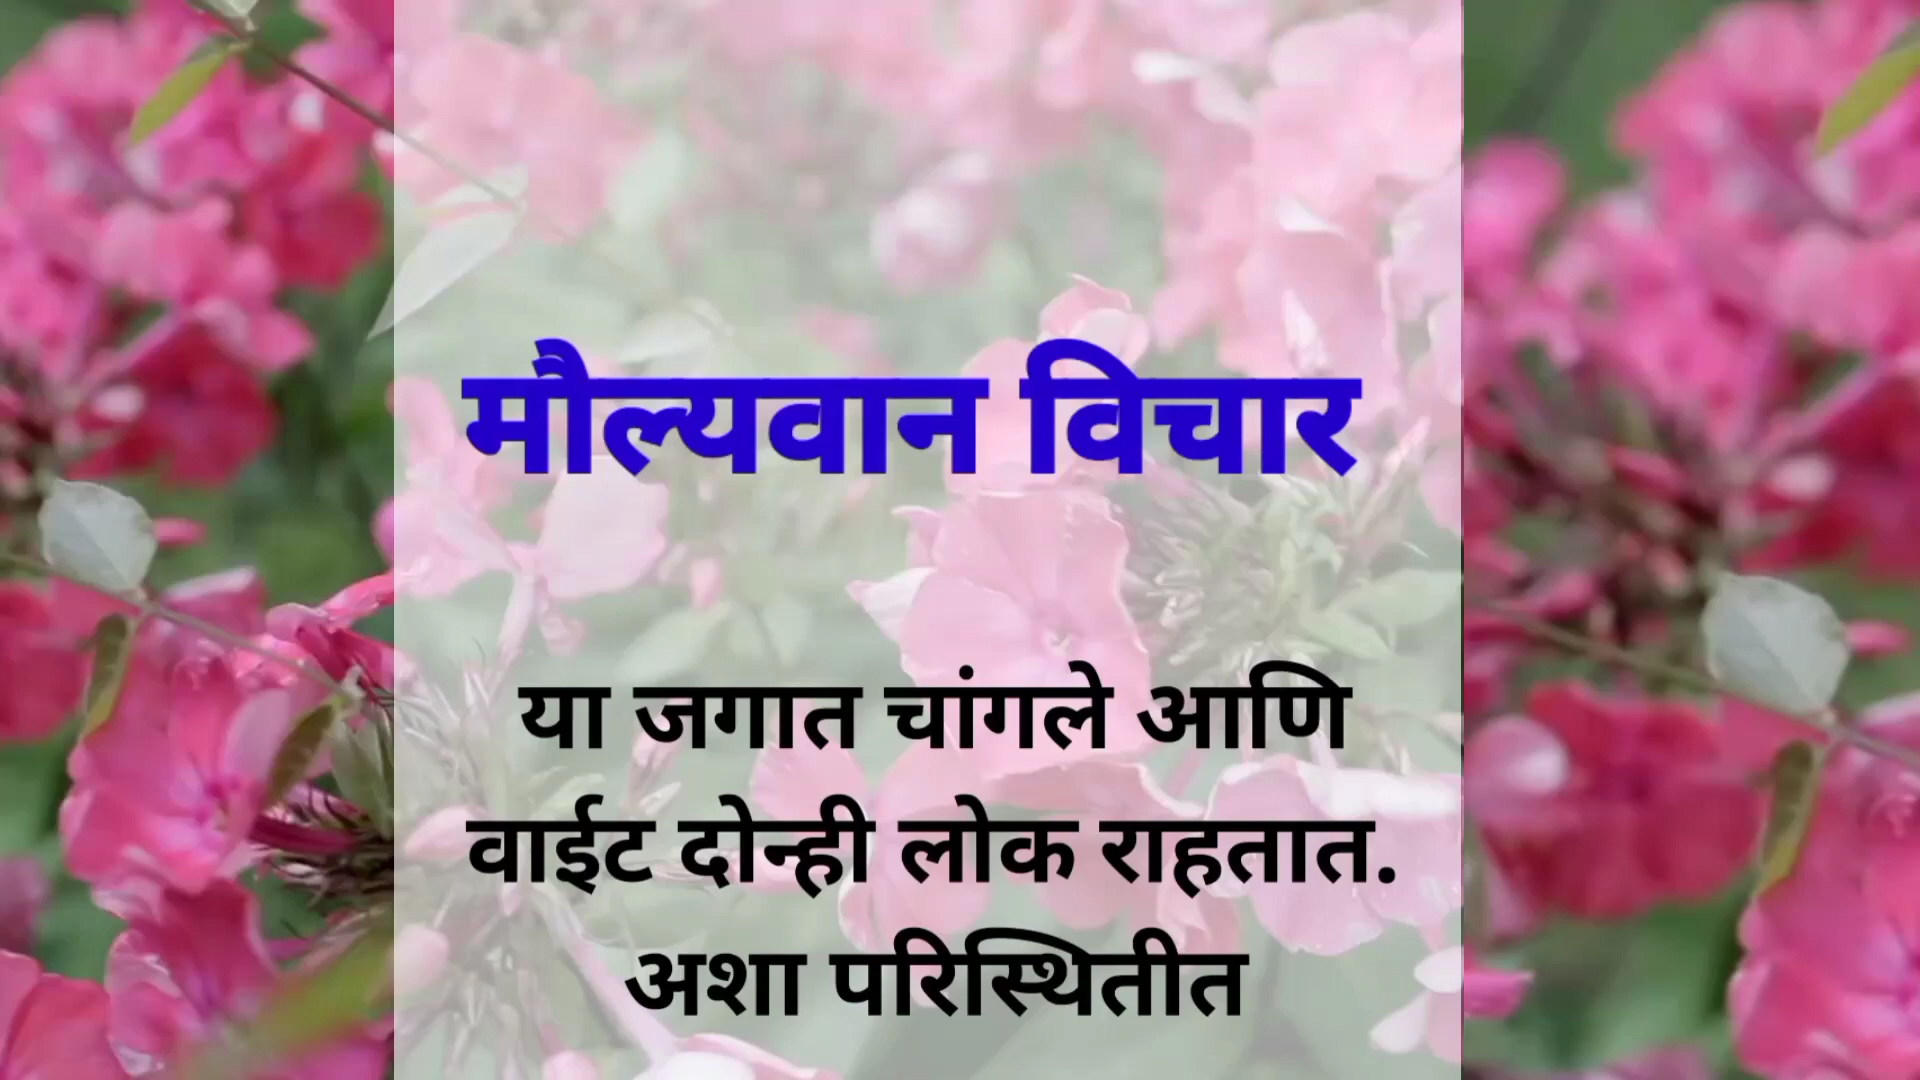 मौल्यवान विचार
या जगात चांगले आणि
वाईट दोन्ही लोक राहतात.
अशा परिस्थितीत